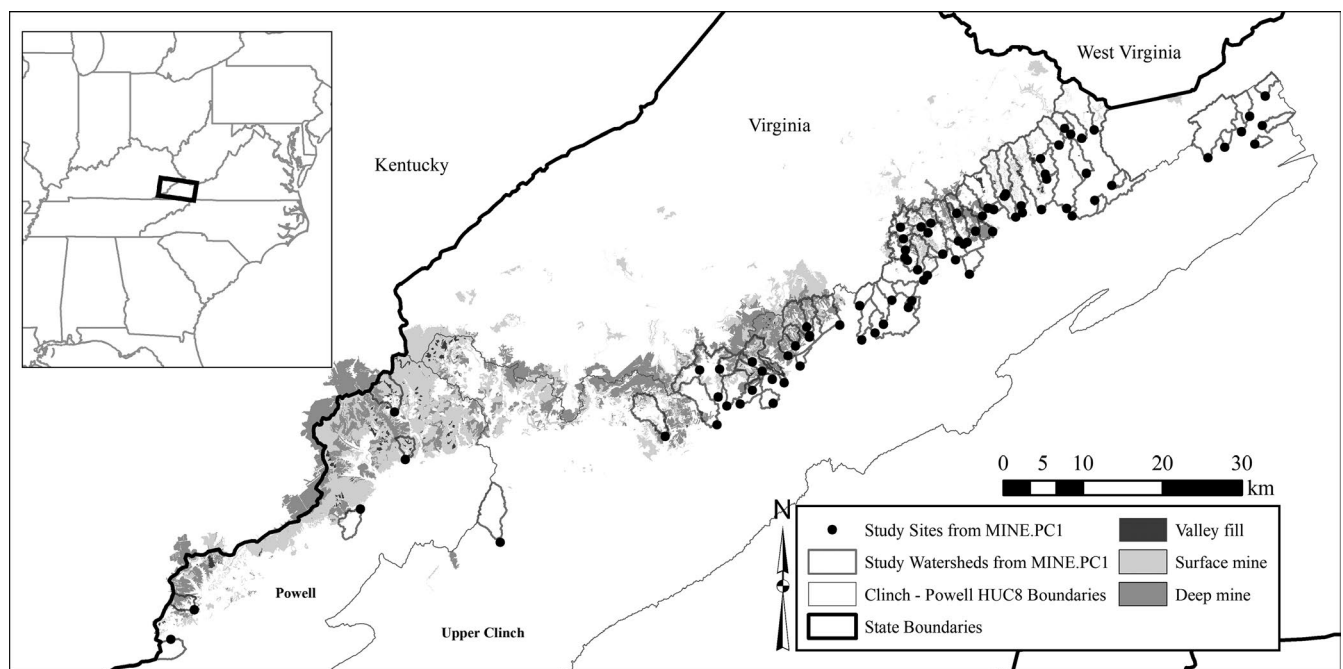 West Virginia
Virginia
Kentucky
Powell
Upper Clinch
0 5 10 20 30
km
N
Study Sites from MINE.PC1
Study Watersheds from MINE.PC1
Clinch - Powell HUC8 Boundaries
State Boundaries
Valley fill
Surface mine
Deep mine